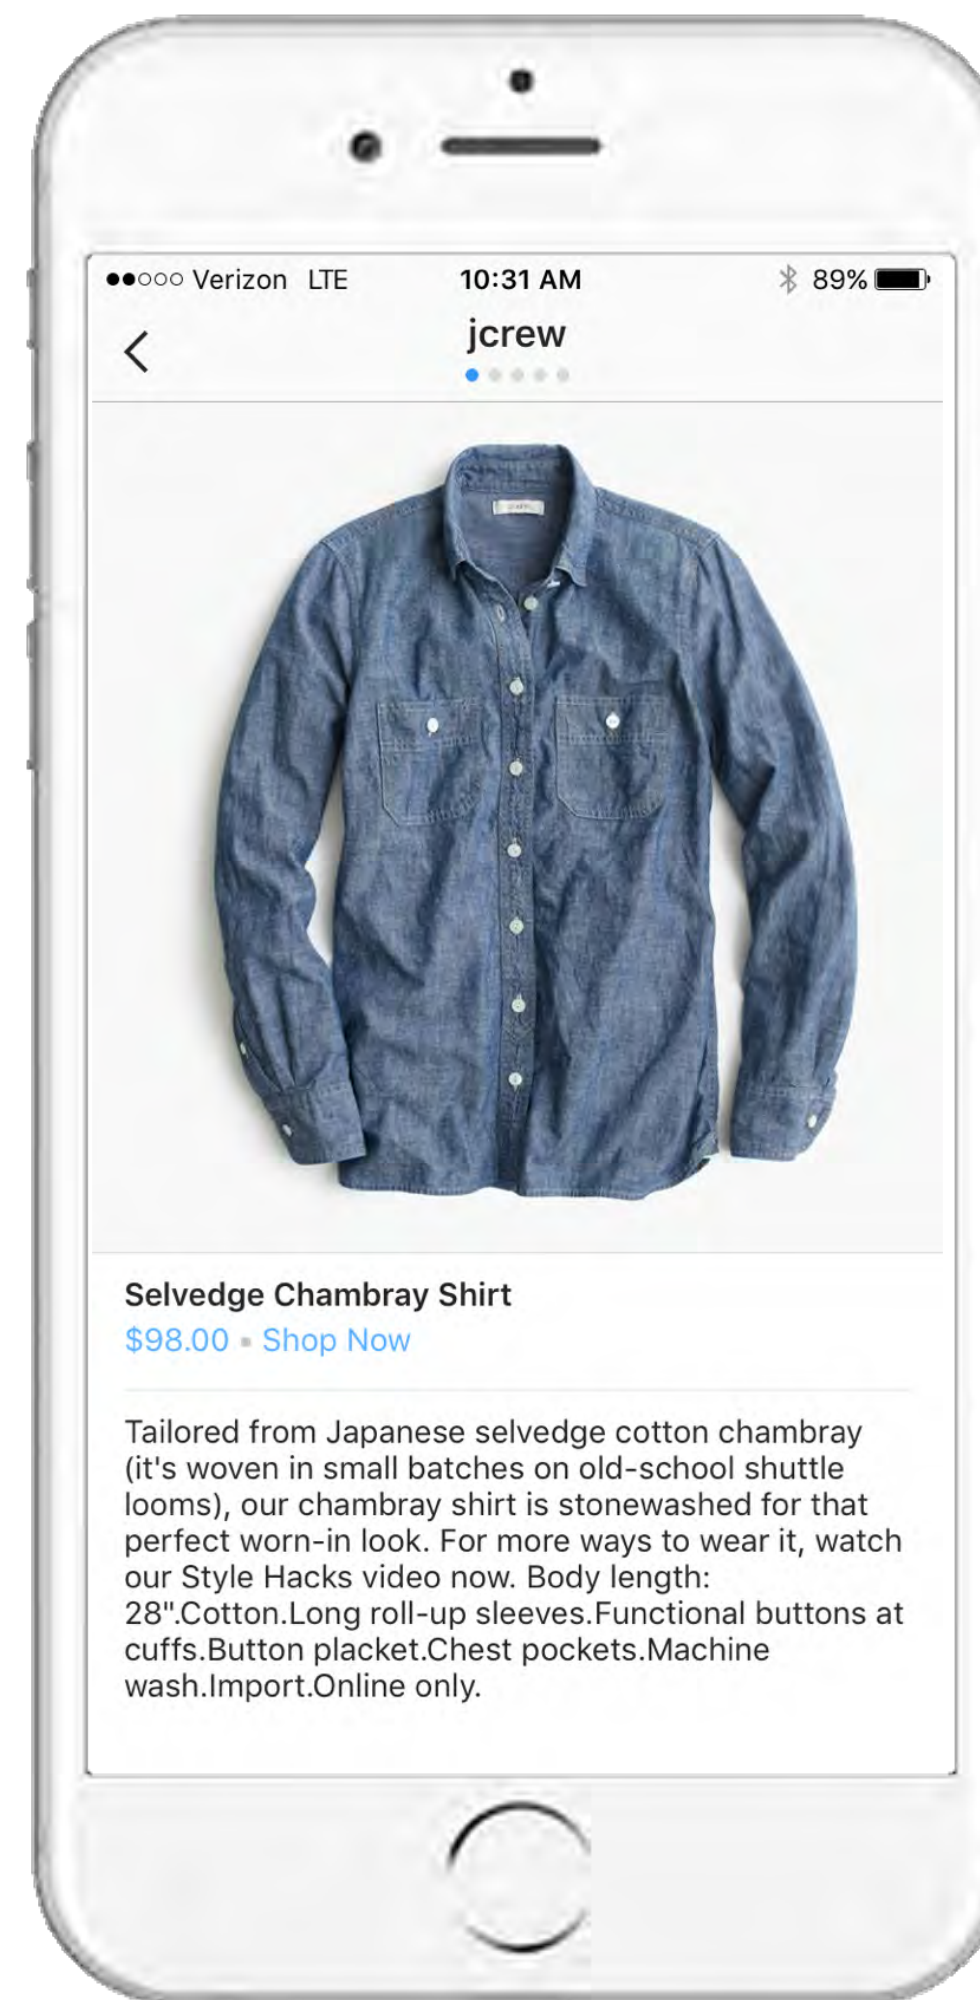 Verizon LTE 10:31 AM 89%
jcrew
Selvedge Chambray Shirt
$98.00 ▪ Shop Now
Tailored from Japanese selvedge cotton chambray
(it's woven in small batches on old-school shuttle
looms), our chambray shirt is stonewashed for that
perfect worn-in look. For more ways to wear it, watch
our Style Hacks video now. Body length:
28".Cotton.Long roll-up sleeves.Functional buttons at
cuffs.Button placket.Chest pockets.Machine
wash.Import.Online only.